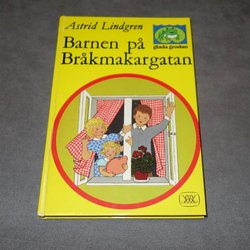 Astrid Lindgren
Barnen på
Bråkmakargatan
glada grodan